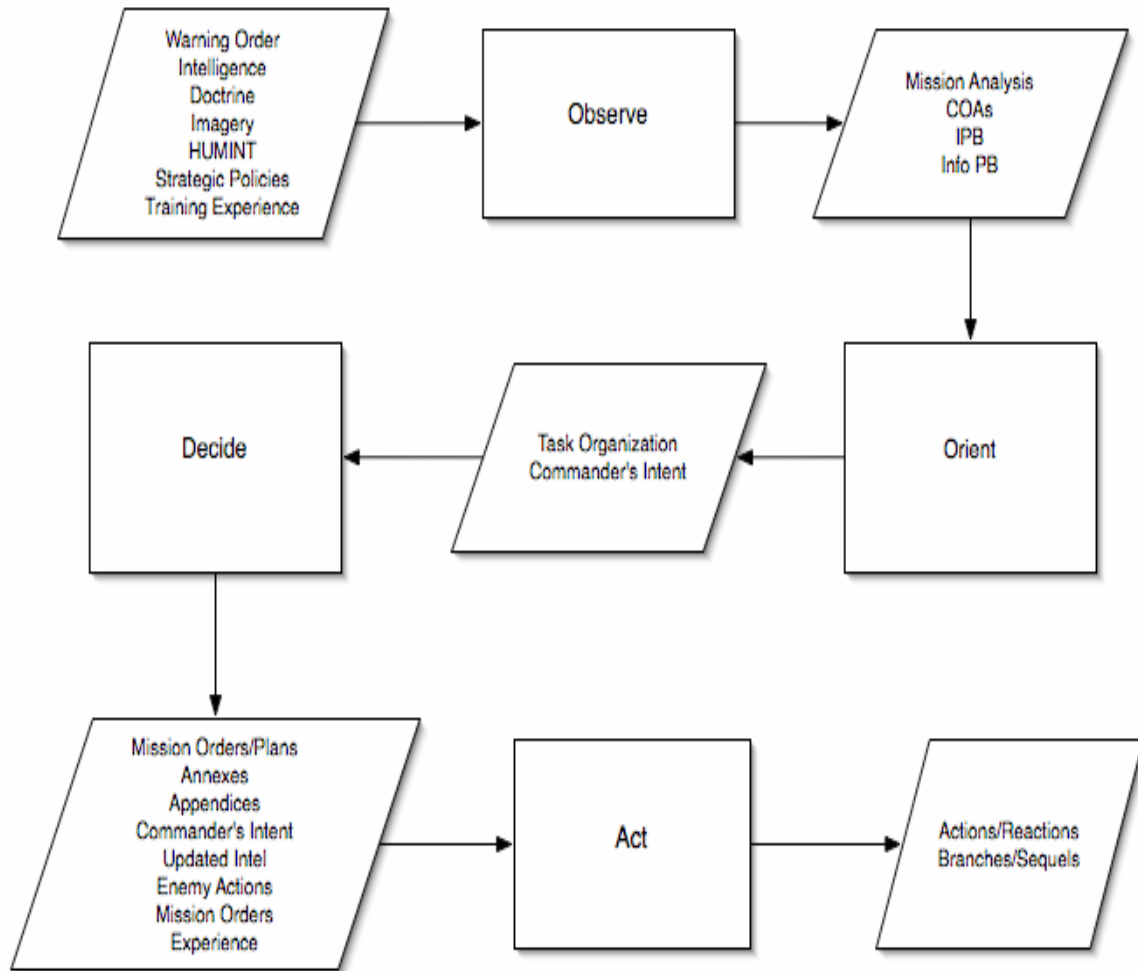 Warning Order
Intelligence
Doctrine
Imagery
HUMINT
Strategic Policies
Training Experience
Observe
Mission Analysis
COAs
IPB
Info PB
Orient
Task Organization
Commander's Intent
Decide
Mission Orders/Plans
Annexes
Appendices
Commander's Intent
Updated Intel
Enemy Actions
Mission Orders
Experience
Act
Actions/Reactions
Branches/Sequels